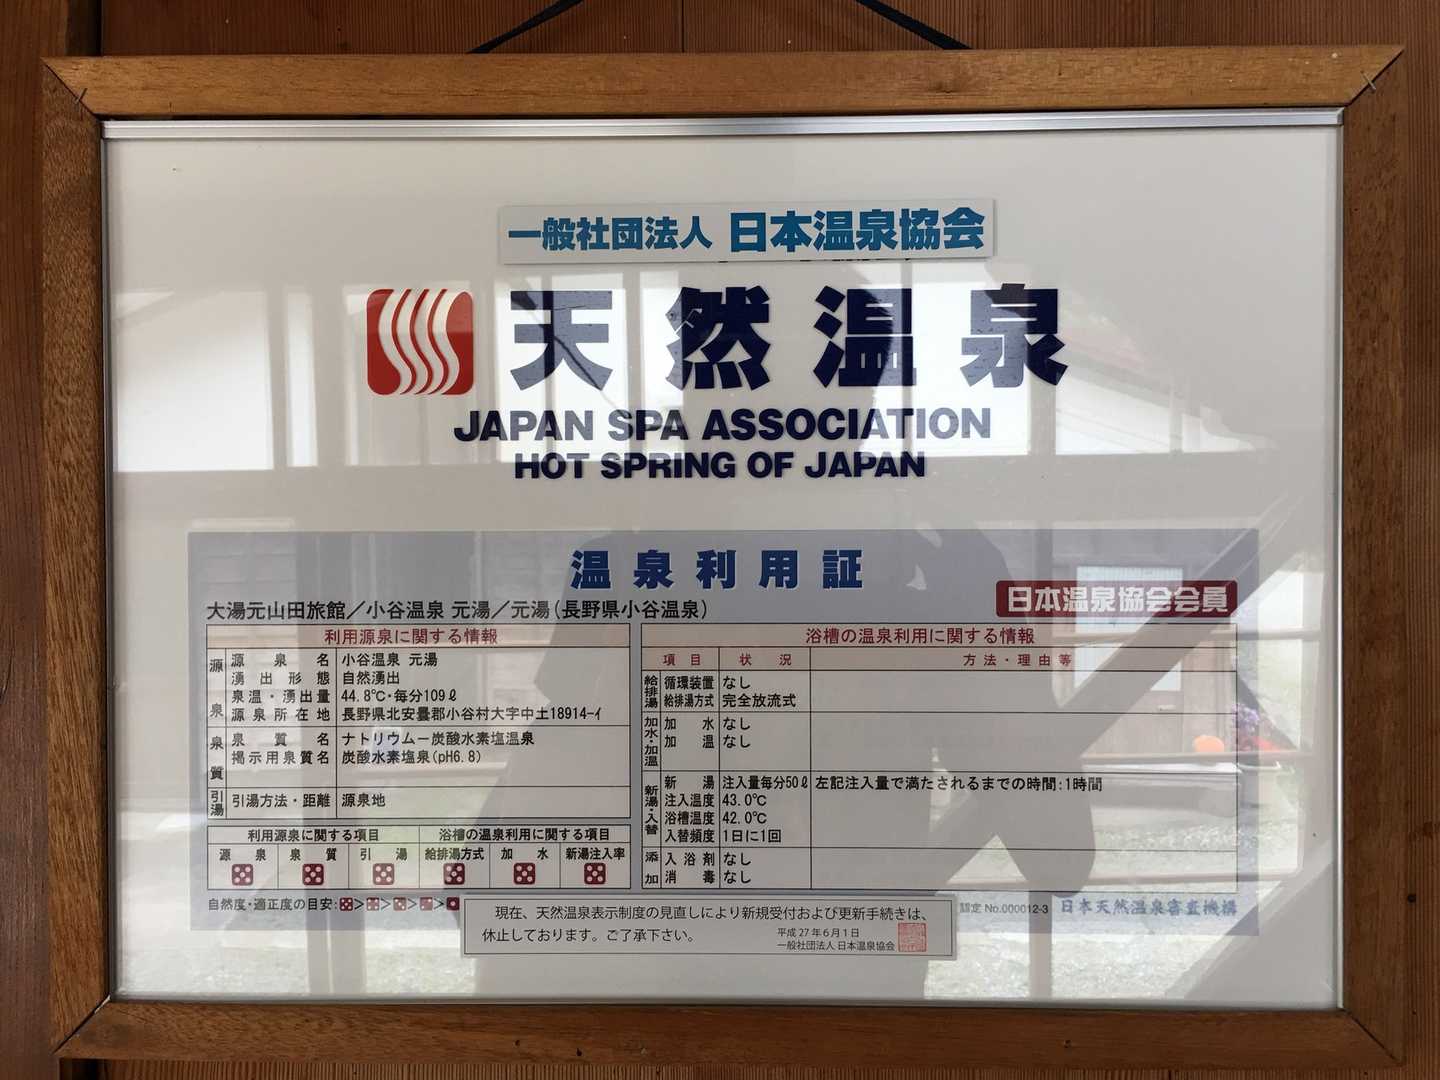 一般社団法人 日本温泉協会
天然温泉
JAPAN SPA ASSOCIATION
HOT SPRING OF JAPAN
温泉利用証
大湯元山田旅館／小谷温泉 元湯／元湯(長野県小谷温泉)
日本温泉協会会員
利用源泉に関する情報
源泉
源泉名 小谷温泉 元湯
湧出形態 自然湧出
泉温・湧出量 44.8℃・毎分109ℓ
源泉所在地 長野県北安曇郡小谷村大字中土18914-イ
泉質
泉質名 ナトリウム－炭酸水素塩温泉
掲示用泉質名 炭酸水素塩泉(pH6.8)
引湯
引湯方法・距離 源泉地
利用源泉に関する項目 浴槽の温泉利用に関する項目
源泉 泉質 引湯 給排湯方式 加水 新湯注入率
自然度・適正度の目安: > > > >
浴槽の温泉利用に関する情報
項目 状況 方法・理由等
給排湯
循環装置 なし
給排湯方式 完全放流式
加水・加温
加水 なし
加温 なし
新湯・入替
新湯 注入量毎分50ℓ 左記注入量で満たされるまでの時間:1時間
注入温度 43.0℃
浴槽温度 42.0℃
入替頻度 1日に1回
添加
入浴剤 なし
消毒 なし
認定 No.000012-3 日本天然温泉審査機構
現在、天然温泉表示制度の見直しにより新規受付および更新手続きは、
休止しております。ご了承下さい。
平成27年6月1日
一般社団法人 日本温泉協会